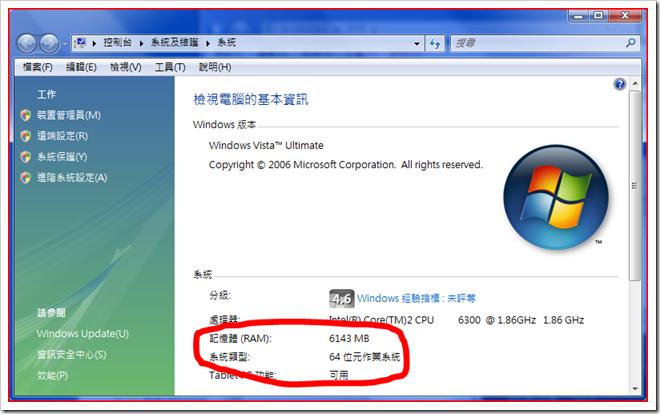 控制台 ▸ 系統及維護 ▸ 系統
搜尋
檔案(F) 編輯(E) 檢視(V) 工具(T) 說明(H)
工作
裝置管理員(M)
遠端設定(R)
系統保護(Y)
進階系統設定(A)
請參閱
Windows Update(U)
資訊安全中心(S)
效能(P)
檢視電腦的基本資訊
Windows 版本
Windows Vista™ Ultimate
Copyright © 2006 Microsoft Corporation. All rights reserved.
TM
系統
分級: 4.6 Windows 經驗指標 : 未評等
處理器: Intel(R) Core(TM)2 CPU 6300 @ 1.86GHz 1.86 GHz
記憶體 (RAM): 6143 MB
系統類型: 64 位元作業系統
Tablet PC 功能: 可用